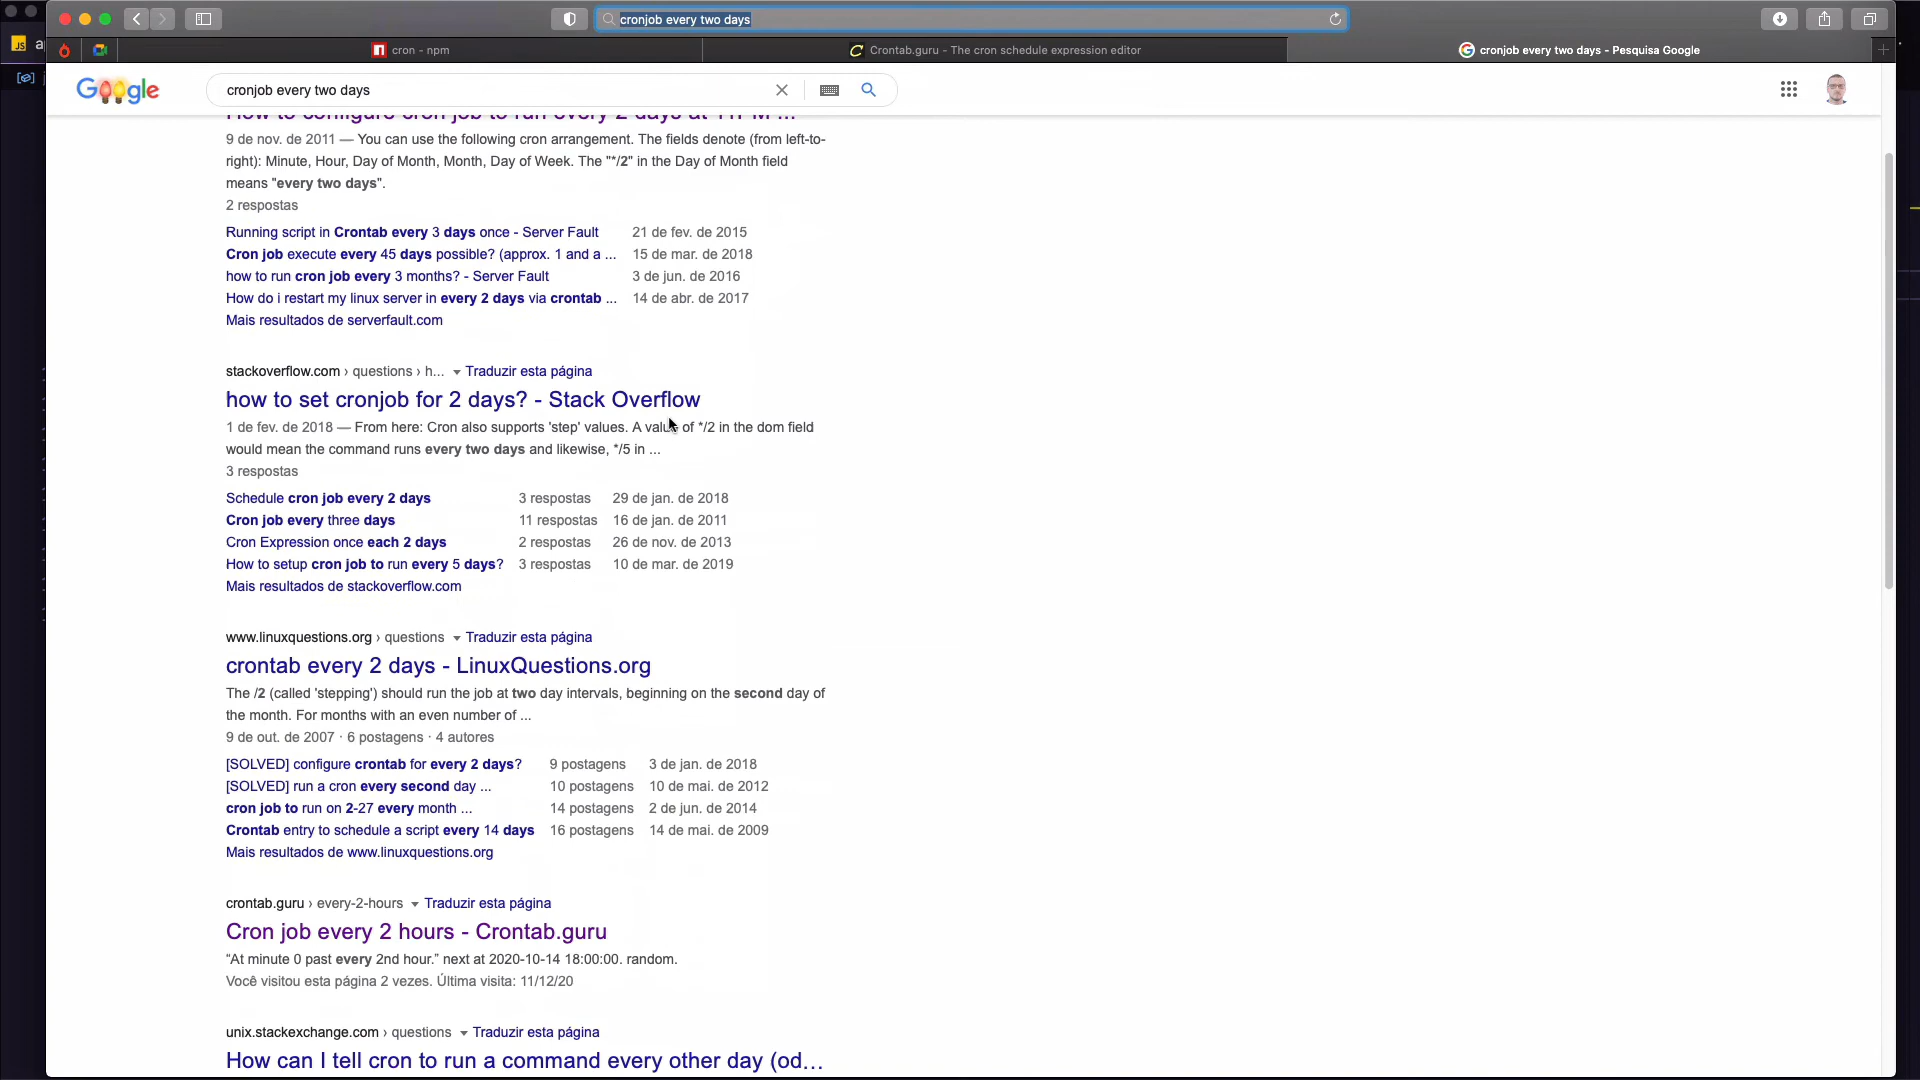 cronjob every two days
JS
a
cron - npm
Crontab.guru - The cron schedule expression editor
cronjob every two days - Pesquisa Google
Google
cronjob every two days
How to configure cron job to run every 2 days at 11PM ...
9 de nov. de 2011 — You can use the following cron arrangement. The fields denote (from left-to-
right): Minute, Hour, Day of Month, Month, Day of Week. The "*/2" in the Day of Month field
means "every two days".
2 respostas
Running script in Crontab every 3 days once - Server Fault 21 de fev. de 2015
Cron job execute every 45 days possible? (approx. 1 and a ... 15 de mar. de 2018
how to run cron job every 3 months? - Server Fault 3 de jun. de 2016
How do i restart my linux server in every 2 days via crontab ... 14 de abr. de 2017
Mais resultados de serverfault.com
stackoverflow.com › questions › h... Traduzir esta página
how to set cronjob for 2 days? - Stack Overflow
1 de fev. de 2018 — From here: Cron also supports 'step' values. A value of */2 in the dom field
would mean the command runs every two days and likewise, */5 in ...
3 respostas
Schedule cron job every 2 days 3 respostas 29 de jan. de 2018
Cron job every three days 11 respostas 16 de jan. de 2011
Cron Expression once each 2 days 2 respostas 26 de nov. de 2013
How to setup cron job to run every 5 days? 3 respostas 10 de mar. de 2019
Mais resultados de stackoverflow.com
www.linuxquestions.org › questions Traduzir esta página
crontab every 2 days - LinuxQuestions.org
The /2 (called 'stepping') should run the job at two day intervals, beginning on the second day of
the month. For months with an even number of ...
9 de out. de 2007 · 6 postagens · 4 autores
[SOLVED] configure crontab for every 2 days? 9 postagens 3 de jan. de 2018
[SOLVED] run a cron every second day ... 10 postagens 10 de mai. de 2012
cron job to run on 2-27 every month ... 14 postagens 2 de jun. de 2014
Crontab entry to schedule a script every 14 days 16 postagens 14 de mai. de 2009
Mais resultados de www.linuxquestions.org
crontab.guru › every-2-hours Traduzir esta página
Cron job every 2 hours - Crontab.guru
“At minute 0 past every 2nd hour.” next at 2020-10-14 18:00:00. random.
Você visitou esta página 2 vezes. Última visita: 11/12/20
unix.stackexchange.com › questions Traduzir esta página
How can I tell cron to run a command every other day (od...